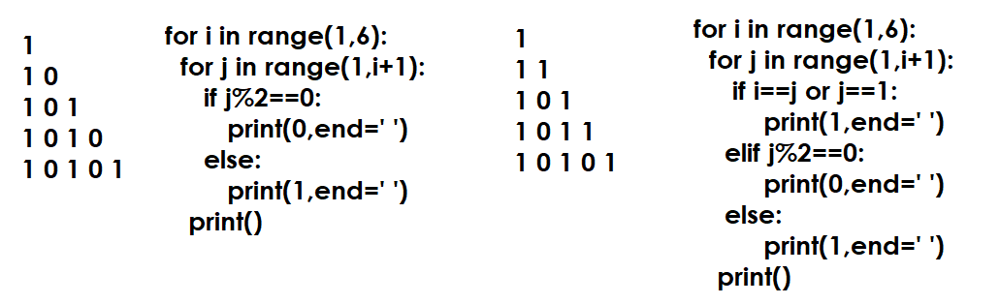 1
1 0
1 0 1
1 0 1 0
1 0 1 0 1
for i in range(1,6):
for j in range(1,i+1):
if j%2==0:
print(0,end=' ')
else:
print(1,end=' ')
print()
1
1 1
1 0 1
1 0 1 1
1 0 1 0 1
for i in range(1,6):
for j in range(1,i+1):
if i==j or j==1:
print(1,end=' ')
elif j%2==0:
print(0,end=' ')
else:
print(1,end=' ')
print()